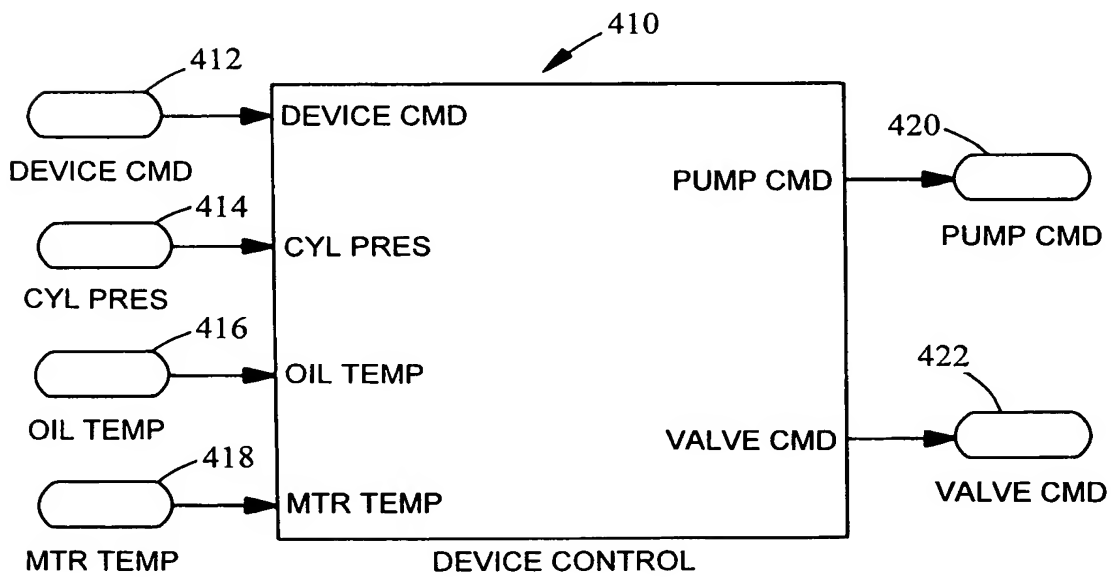 410
412
DEVICE CMD
DEVICE CMD
414
CYL PRES
CYL PRES
416
OIL TEMP
OIL TEMP
418
MTR TEMP
MTR TEMP
PUMP CMD
420
PUMP CMD
VALVE CMD
422
VALVE CMD
DEVICE CONTROL